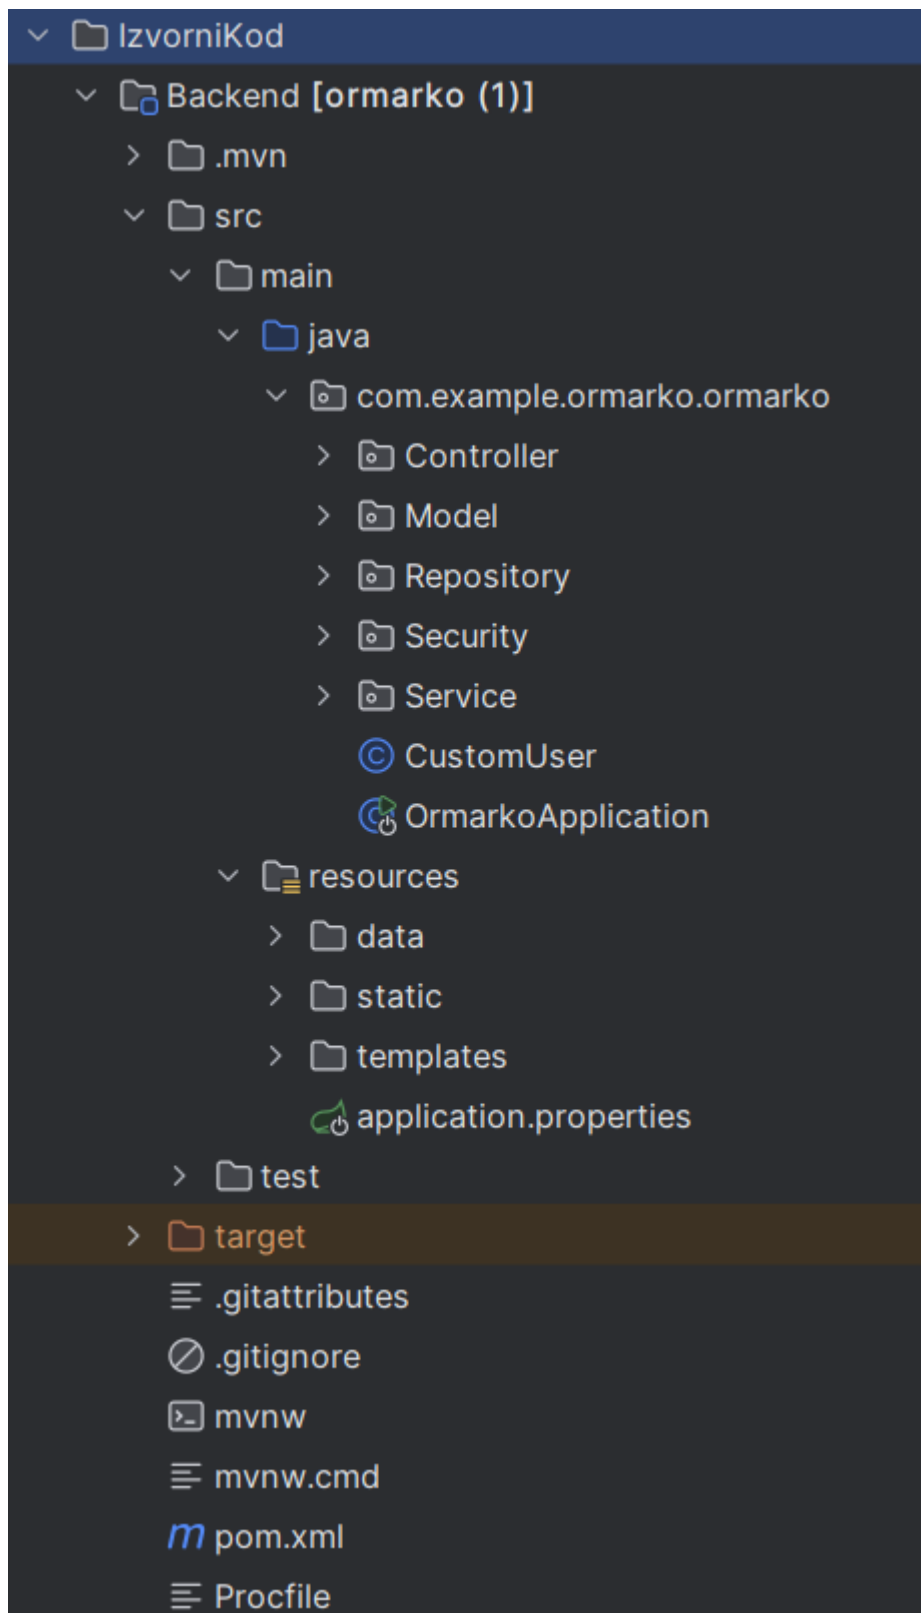 IzvorniKod
Backend [ormarko (1)]
.mvn
src
main
java
com.example.ormarko.ormarko
Controller
Model
Repository
Security
Service
CustomUser
OrmarkoApplication
resources
data
static
templates
application.properties
test
target
.gitattributes
.gitignore
mvnw
mvnw.cmd
pom.xml
Procfile